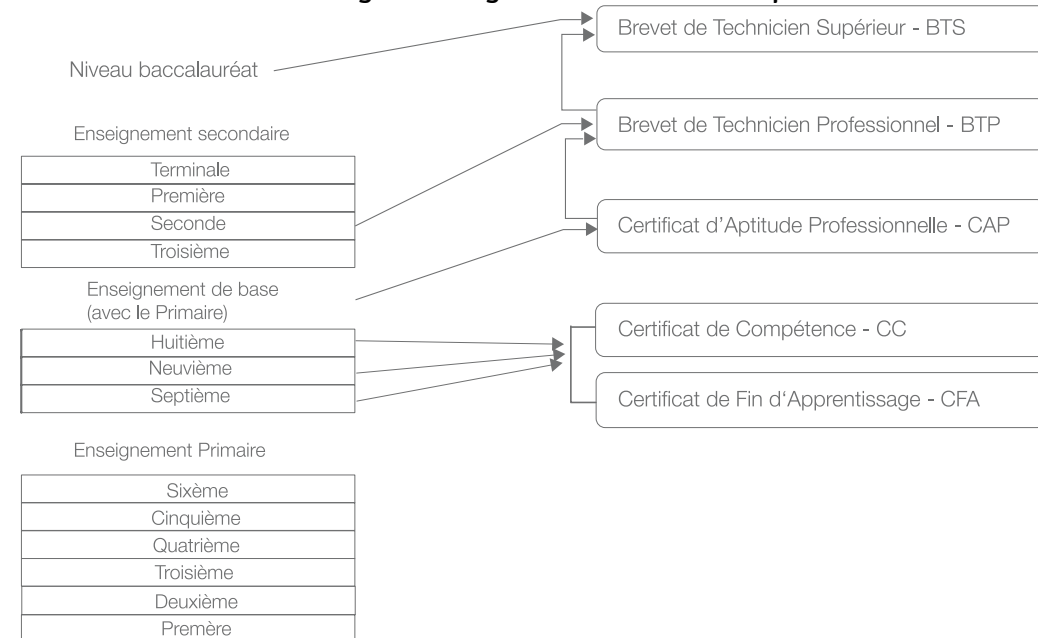 Niveau baccalauréat
Enseignement secondaire
Terminale
Première
Seconde
Troisième
Enseignement de base
(avec le Primaire)
Huitième
Neuvième
Septième
Enseignement Primaire
Sixème
Cinquième
Quatrième
Troisième
Deuxième
Premère
Brevet de Technicien Supérieur - BTS
Brevet de Technicien Professionnel - BTP
Certificat d'Aptitude Professionnelle - CAP
Certificat de Compétence - CC
Certificat de Fin d'Apprentissage - CFA